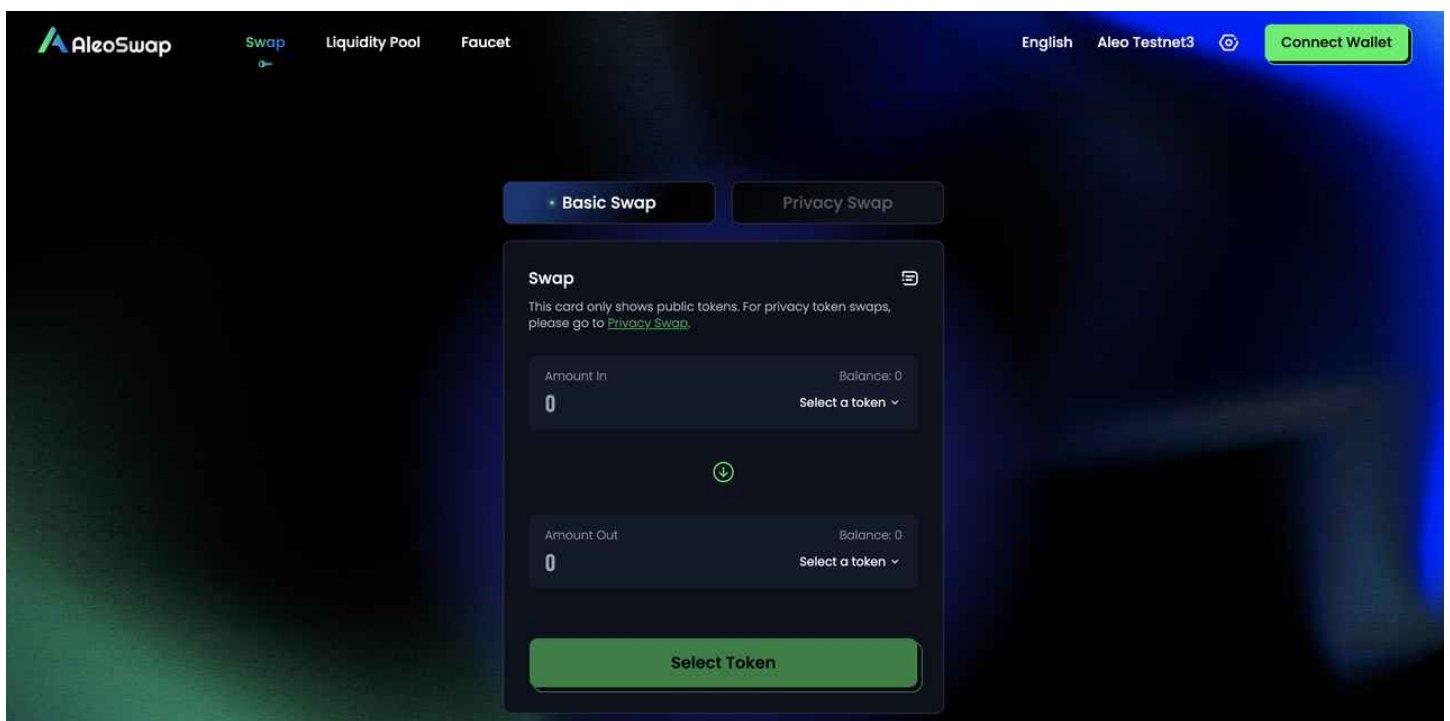 AleoSwap
Swap
Liquidity Pool
Faucet
English
Aleo Testnet3
Connect Wallet
Basic Swap
Privacy Swap
Swap
This card only shows public tokens. For privacy token swaps,
please go to Privacy Swap.
Amount In
Balance: 0
0
Select a token
Amount Out
Balance: 0
0
Select a token
Select Token